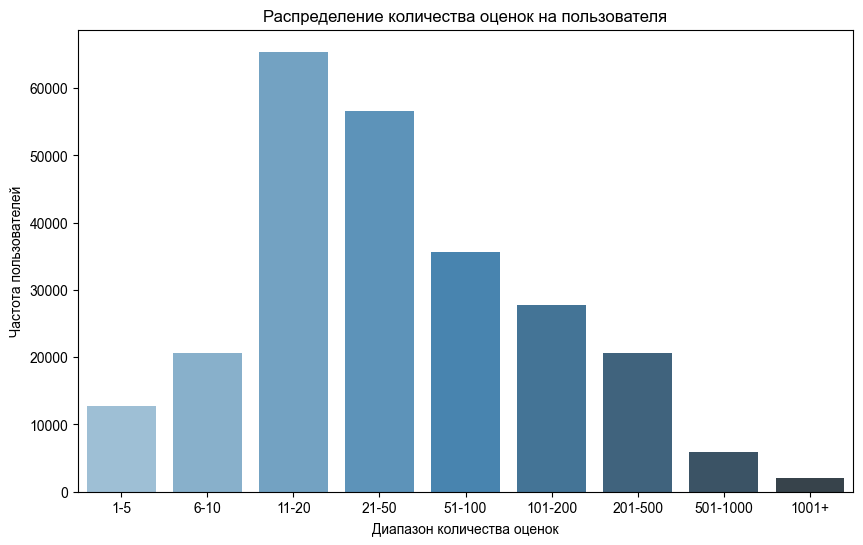 Распределение количества оценок на пользователя
Частота пользователей
60000
50000
40000
30000
20000
10000
0
1-5 6-10 11-20 21-50 51-100 101-200 201-500 501-1000 1001+
Диапазон количества оценок